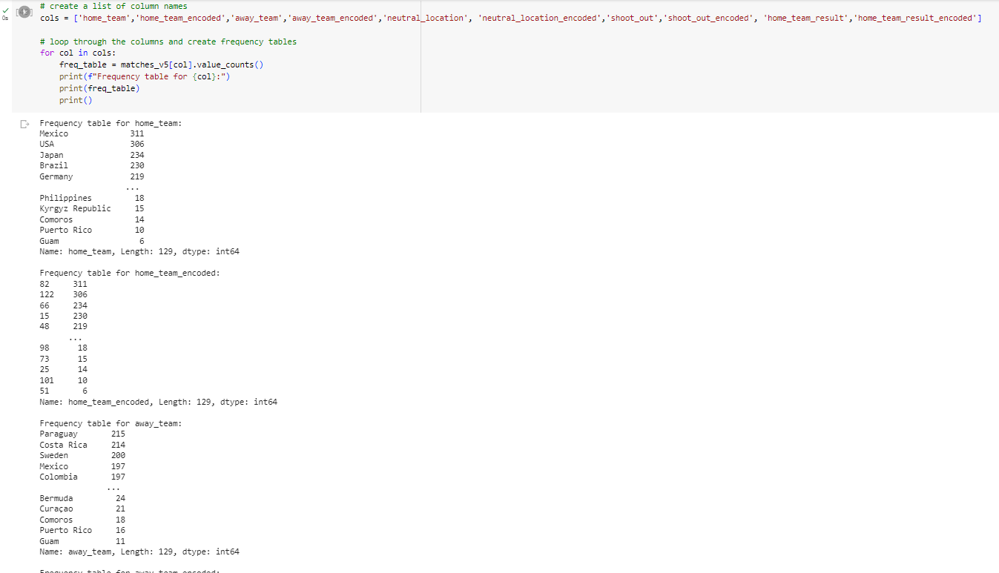 # create a list of column names
cols = ['home_team','home_team_encoded','away_team','away_team_encoded','neutral_location', 'neutral_location_encoded','shoot_out','shoot_out_encoded', 'home_team_result','home_team_result_encoded']
# loop through the columns and create frequency tables
for col in cols:
    freq_table = matches_v5[col].value_counts()
    print(f"Frequency table for {col}:")
    print(freq_table)
    print()
0s
Frequency table for home_team:
Mexico             311
USA                306
Japan              234
Brazil             230
Germany            219
                  ...
Philippines         18
Kyrgyz Republic     15
Comoros             14
Puerto Rico         10
Guam                 6
Name: home_team, Length: 129, dtype: int64
Frequency table for home_team_encoded:
82     311
122    306
66     234
15     230
48     219
      ...
98      18
73      15
25      14
101     10
51       6
Name: home_team_encoded, Length: 129, dtype: int64
Frequency table for away_team:
Paraguay       215
Costa Rica     214
Sweden         200
Mexico         197
Colombia       197
              ...
Bermuda         24
Curaçao         21
Comoros         18
Puerto Rico     16
Guam            11
Name: away_team, Length: 129, dtype: int64
Frequency table for away_team_encoded: